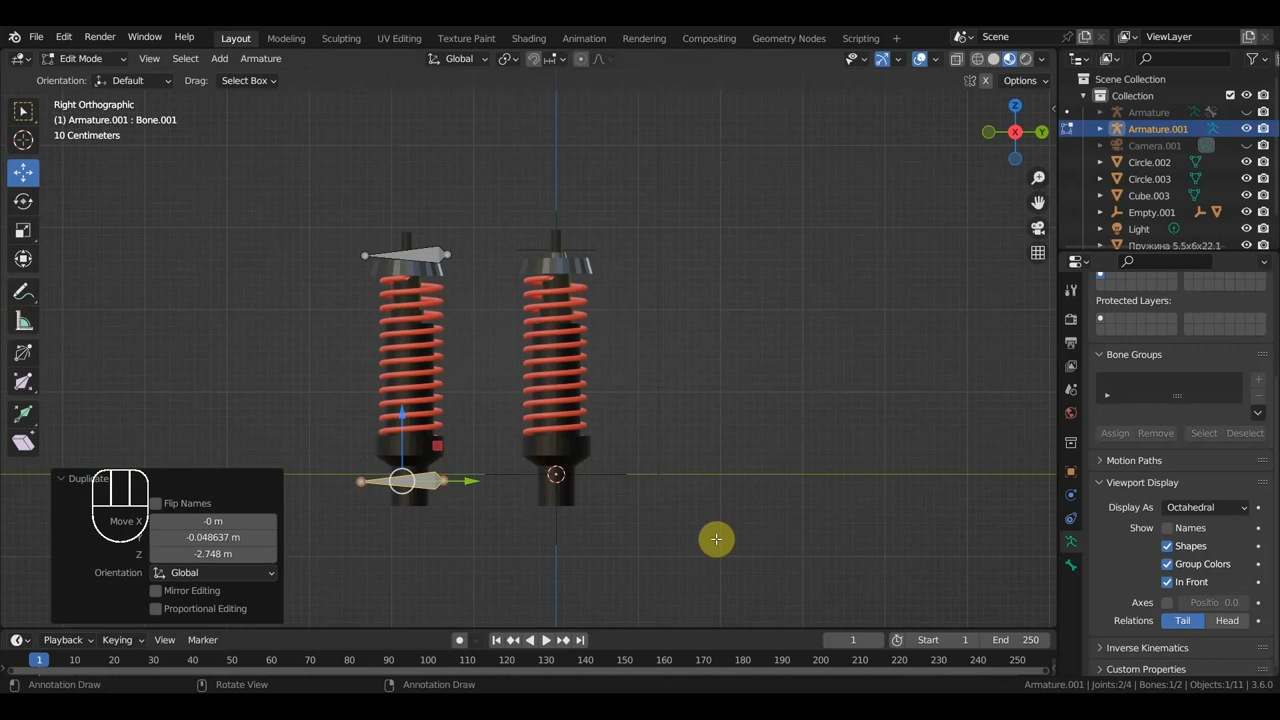 File Edit Render Window Help Layout Modeling Sculpting UV Editing Texture Paint Shading Animation Rendering Compositing Geometry Nodes Scripting + Scene ViewLayer
Edit Mode View Select Add Armature Global
Orientation: Default Drag: Select Box X Options
Right Orthographic
(1) Armature.001 : Bone.001
10 Centimeters
Z
X
Y
Scene Collection
Collection
Armature
Armature.001
Camera.001
Circle.002
Circle.003
Cube.003
Empty.001
Light
Пружина 5.5x6x22.1
Protected Layers:
Bone Groups
Assign Remove Select Deselect
Motion Paths
Viewport Display
Display As Octahedral
Show Names
Shapes
Group Colors
In Front
Axes Positio 0.0
Relations Tail Head
Inverse Kinematics
Custom Properties
Duplicate
Flip Names
Move X -0 m
-0.048637 m
Z -2.748 m
Orientation Global
Mirror Editing
Proportional Editing
Playback Keying View Marker 1 Start 1 End 250
1 10 20 30 40 50 60 70 80 90 100 110 120 130 140 150 160 170 180 190 200 210 220 230 240 250
Annotation Draw Rotate View Annotation Draw Armature.001 | Joints:2/4 | Bones:1/2 | Objects:1/11 | 3.6.0